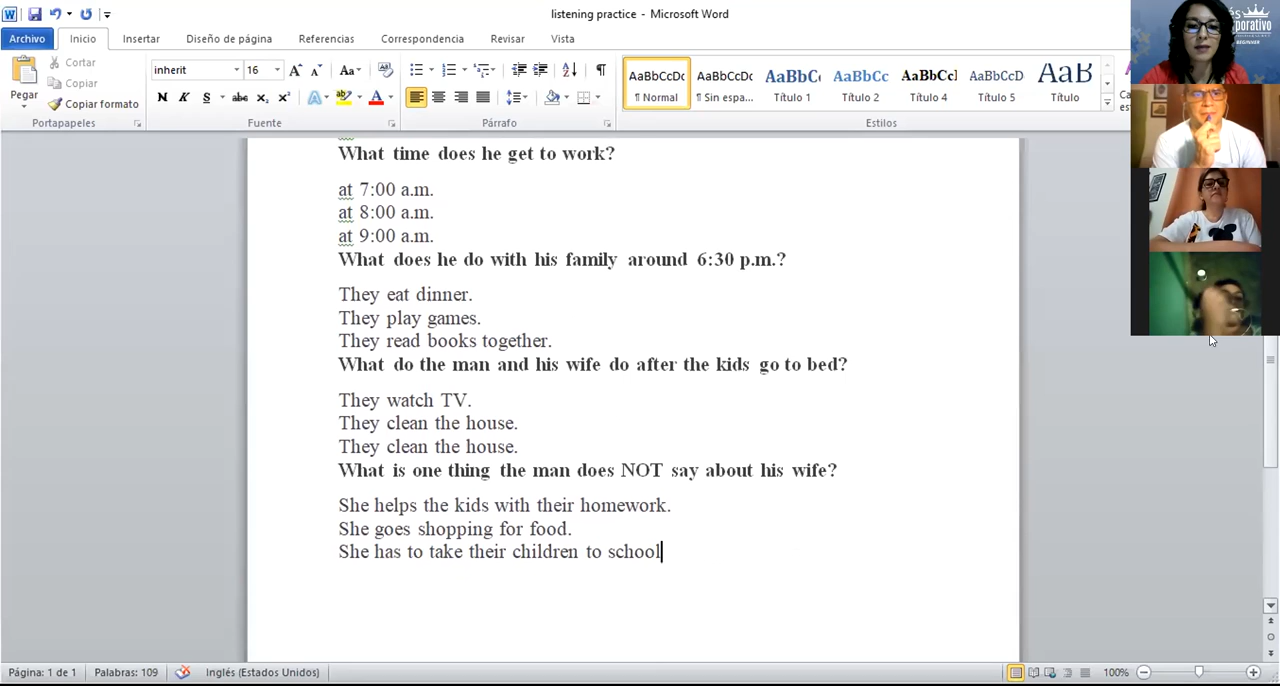 listening practice - Microsoft Word
Archivo Inicio Insertar Diseño de página Referencias Correspondencia Revisar Vista
Pegar
Cortar
Copiar
Copiar formato
Portapapeles
inherit 16
Fuente
Párrafo
AaBbCcDc AaBbCcDc AaBbC AaBbCc AaBbCcI AaBbCcD AaB
¶ Normal ¶ Sin espa... Título 1 Título 2 Título 4 Título 5 Título
Estilos
és
rporativo
BEGINNER
What time does he get to work?
at 7:00 a.m.
at 8:00 a.m.
at 9:00 a.m.
What does he do with his family around 6:30 p.m.?
They eat dinner.
They play games.
They read books together.
What do the man and his wife do after the kids go to bed?
They watch TV.
They clean the house.
They clean the house.
What is one thing the man does NOT say about his wife?
She helps the kids with their homework.
She goes shopping for food.
She has to take their children to school
Página: 1 de 1 Palabras: 109 Inglés (Estados Unidos) 100%